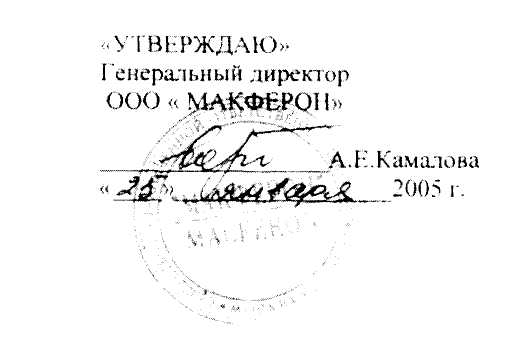 «УТВЕРЖДАЮ»
Генеральный директор
ООО « МАКФЕРОН»
А.Е.Камалова
« 25 » января 2005 г.